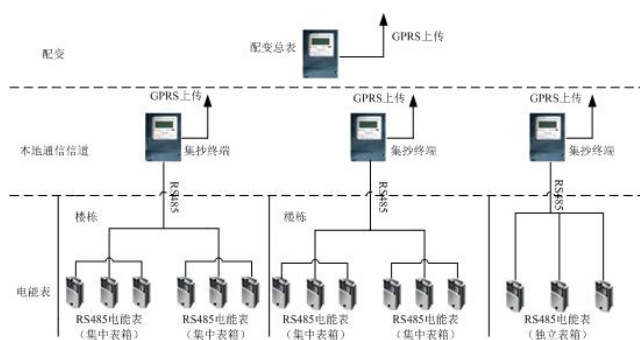 配变
配变总表
GPRS上传
GPRS上传
GPRS上传
GPRS上传
本地通信信道
集抄终端
集抄终端
集抄终端
RS485
RS485
RS485
楼栋
楼栋
电能表
RS485电能表
(集中表箱)
RS485电能表
(集中表箱)
RS485电能表
(集中表箱)
RS485电能表
(集中表箱)
RS485电能表
(独立表箱)